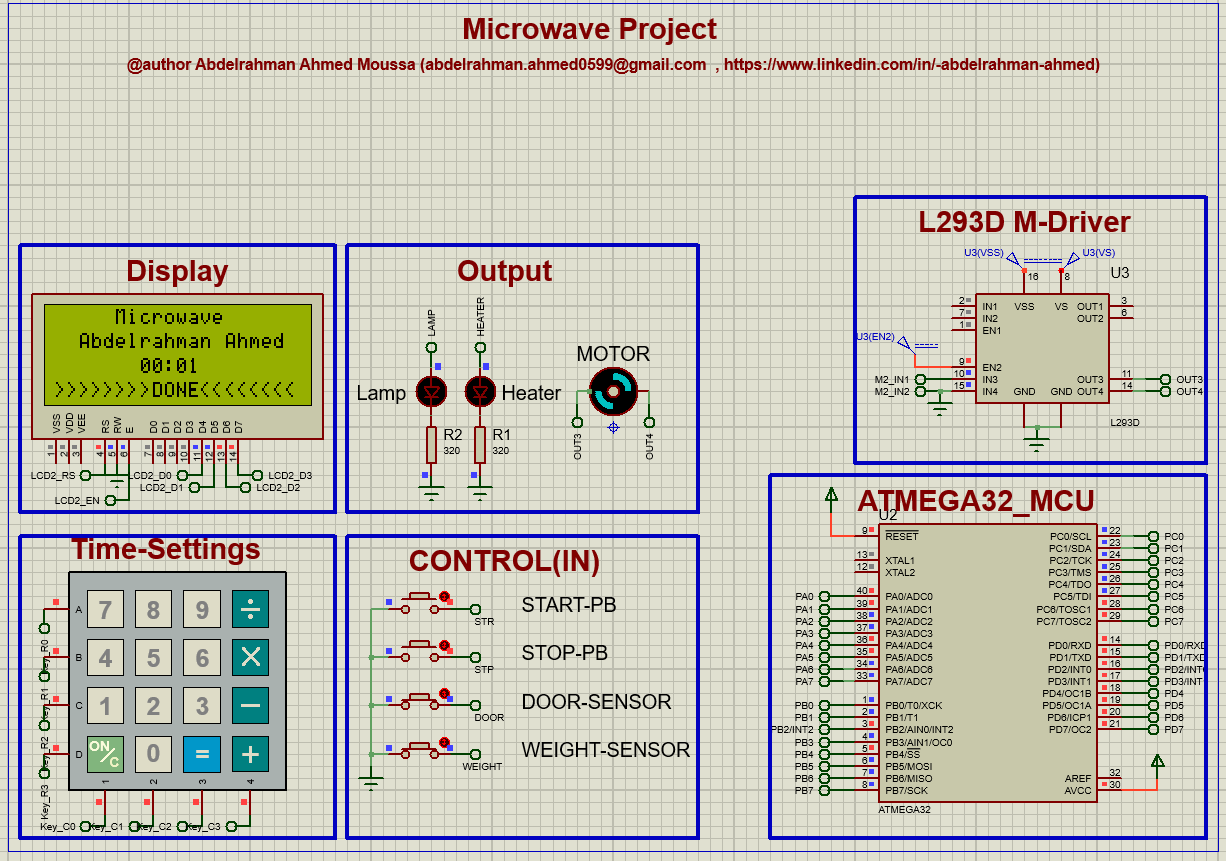 Microwave Project
@author Abdelrahman Ahmed Moussa (abdelrahman.ahmed0599@gmail.com , https://www.linkedin.com/in/-abdelrahman-ahmed)
Display
Microwave
Abdelrahman Ahmed
00:01
>>>>>>>>DONE<<<<<<<<
VSS VDD VEE RS RW E D0 D1 D2 D3 D4 D5 D6 D7
1 2 3 4 5 6 7 8 9 10 11 12 13 14
LCD2_RS LCD2_D0 LCD2_D3
LCD2_D1 LCD2_D2
LCD2_EN
Output
LAMP HEATER
MOTOR
Lamp Heater
R2 R1
320 320
OUT3 OUT4
L293D M-Driver
U3(VSS) U3(VS)
U3
16 8
2 IN1 VSS VS OUT1 3
7 IN2 OUT2 6
1 EN1
U3(EN2)
9 EN2
M2_IN1 10 IN3 OUT3 11 OUT3
M2_IN2 15 IN4 GND GND OUT4 14 OUT4
L293D
Time-Settings
A 7 8 9 ÷
B 4 5 6 ×
C 1 2 3 −
D ON/C 0 = +
1 2 3 4
Key_R0
Key_R1
Key_R2
Key_R3
Key_C0 Key_C1 Key_C2 Key_C3
CONTROL(IN)
START-PB
STR
STOP-PB
STP
DOOR-SENSOR
DOOR
WEIGHT-SENSOR
WEIGHT
ATMEGA32_MCU
U2
9 RESET PC0/SCL 22 PC0
PC1/SDA 23 PC1
13 XTAL1 PC2/TCK 24 PC2
12 XTAL2 PC3/TMS 25 PC3
PC4/TDO 26 PC4
PA0 40 PA0/ADC0 PC5/TDI 27 PC5
PA1 39 PA1/ADC1 PC6/TOSC1 28 PC6
PA2 38 PA2/ADC2 PC7/TOSC2 29 PC7
PA3 37 PA3/ADC3
PA4 36 PA4/ADC4 PD0/RXD 14 PD0/RXD
PA5 35 PA5/ADC5 PD1/TXD 15 PD1/TXD
PA6 34 PA6/ADC6 PD2/INT0 16 PD2/INT
PA7 33 PA7/ADC7 PD3/INT1 17 PD3/INT
PD4/OC1B 18 PD4
PB0 1 PB0/T0/XCK PD5/OC1A 19 PD5
PB1 2 PB1/T1 PD6/ICP1 20 PD6
PB2/INT2 3 PB2/AIN0/INT2 PD7/OC2 21 PD7
PB3 4 PB3/AIN1/OC0
PB4 5 PB4/SS
PB5 6 PB5/MOSI
PB6 7 PB6/MISO AREF 32
PB7 8 PB7/SCK AVCC 30
ATMEGA32